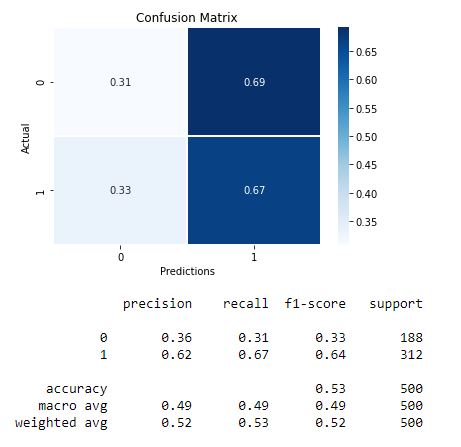 Confusion Matrix
0.65
0 0.31 0.69 0.60
0.55
Actual
0.50
0.45
1 0.33 0.67 0.40
0.35
0 1
Predictions
precision recall f1-score support
0 0.36 0.31 0.33 188
1 0.62 0.67 0.64 312
accuracy 0.53 500
macro avg 0.49 0.49 0.49 500
weighted avg 0.52 0.53 0.52 500